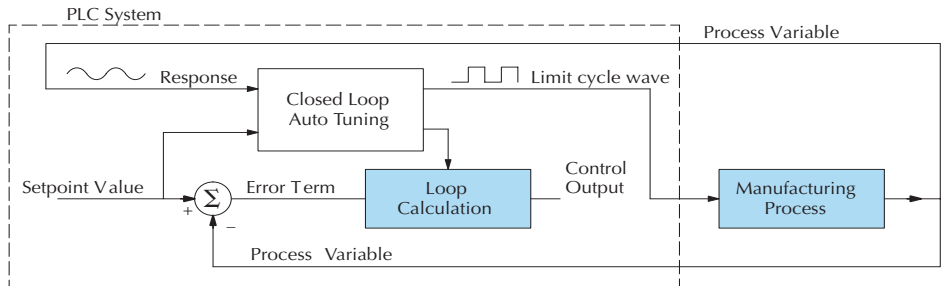 PLC System
Process Variable
Response
Limit cycle wave
Closed Loop
Auto Tuning
Setpoint Value
+
Σ
−
Error Term
Loop
Calculation
Control
Output
Manufacturing
Process
Process Variable